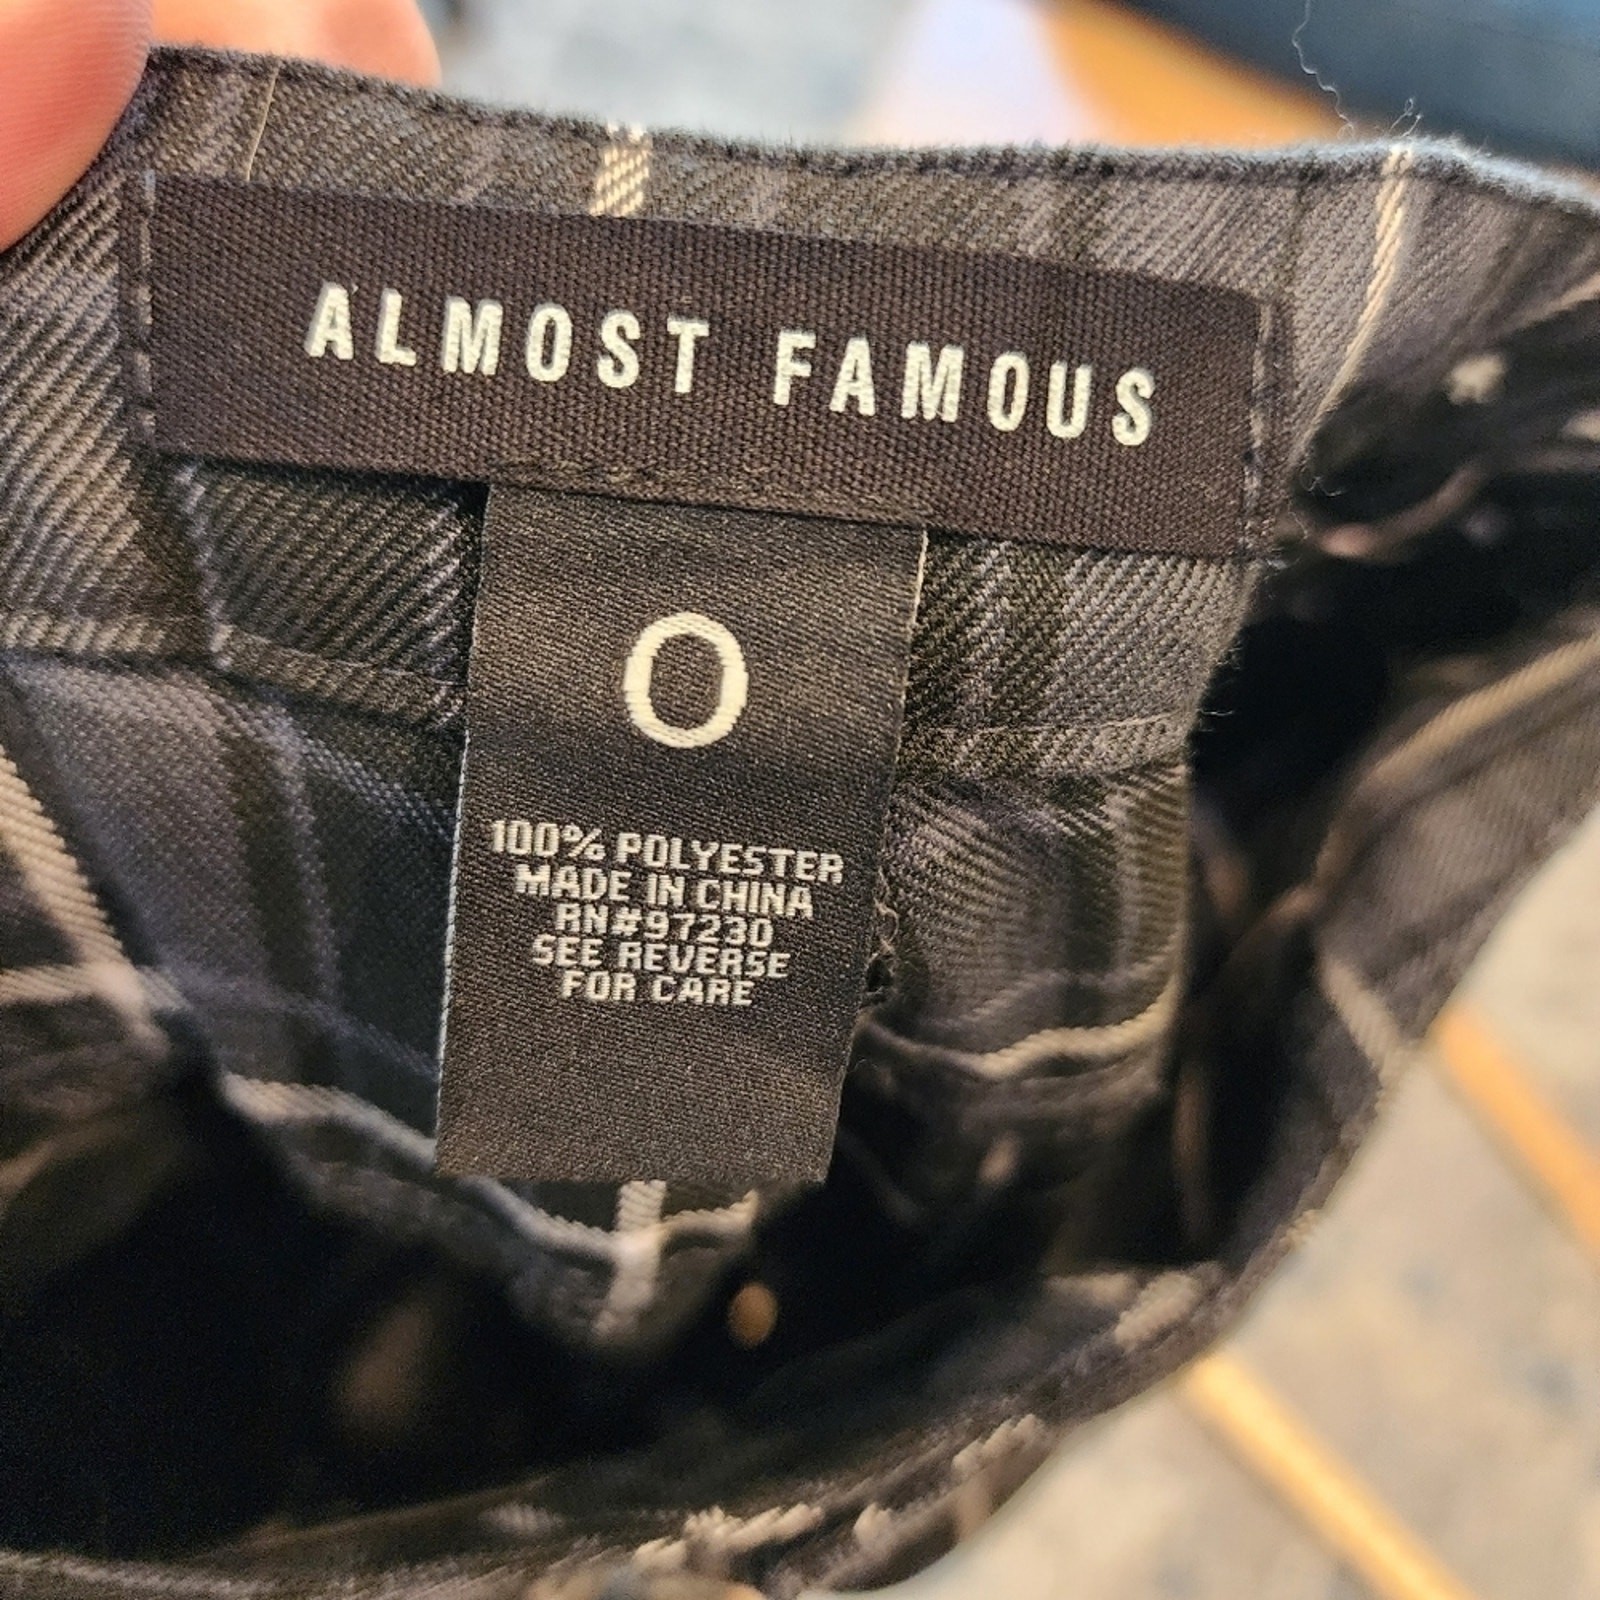 ALMOST FAMOUS
0
100% POLYESTER
MADE IN CHINA
RN#97230
SEE REVERSE
FOR CARE